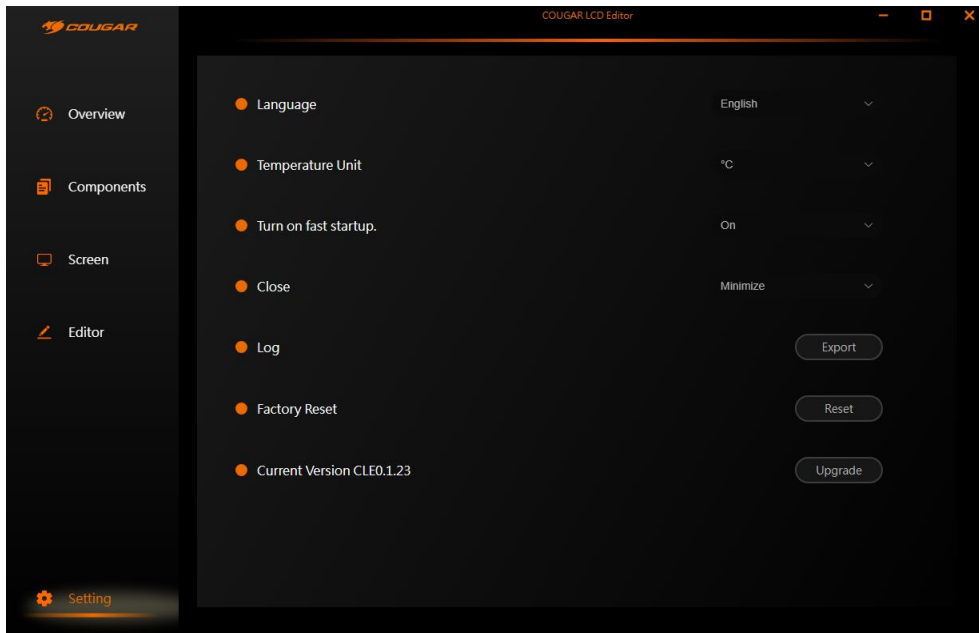 COUGAR
COUGAR LCD Editor
Overview
Components
Screen
Editor
Setting
Language English
Temperature Unit °C
Turn on fast startup. On
Close Minimize
Log Export
Factory Reset Reset
Current Version CLE0.1.23 Upgrade